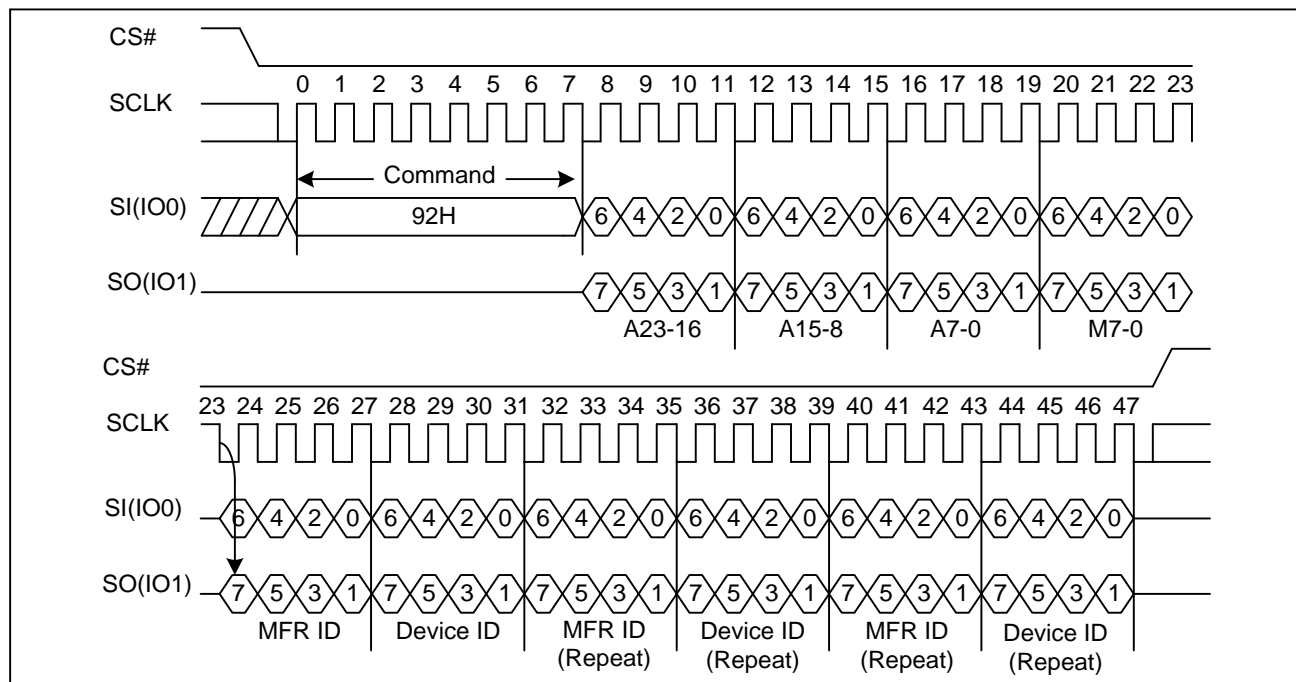 CS#
0 1 2 3 4 5 6 7 8 9 10 11 12 13 14 15 16 17 18 19 20 21 22 23
SCLK
Command
SI(IO0)
92H
6 4 2 0 6 4 2 0 6 4 2 0 6 4 2 0
SO(IO1)
7 5 3 1 7 5 3 1 7 5 3 1 7 5 3 1
A23-16 A15-8 A7-0 M7-0
CS#
23 24 25 26 27 28 29 30 31 32 33 34 35 36 37 38 39 40 41 42 43 44 45 46 47
SCLK
SI(IO0)
6 4 2 0 6 4 2 0 6 4 2 0 6 4 2 0 6 4 2 0 6 4 2 0
SO(IO1)
7 5 3 1 7 5 3 1 7 5 3 1 7 5 3 1 7 5 3 1 7 5 3 1
MFR ID Device ID MFR ID Device ID MFR ID Device ID
(Repeat) (Repeat) (Repeat) (Repeat)